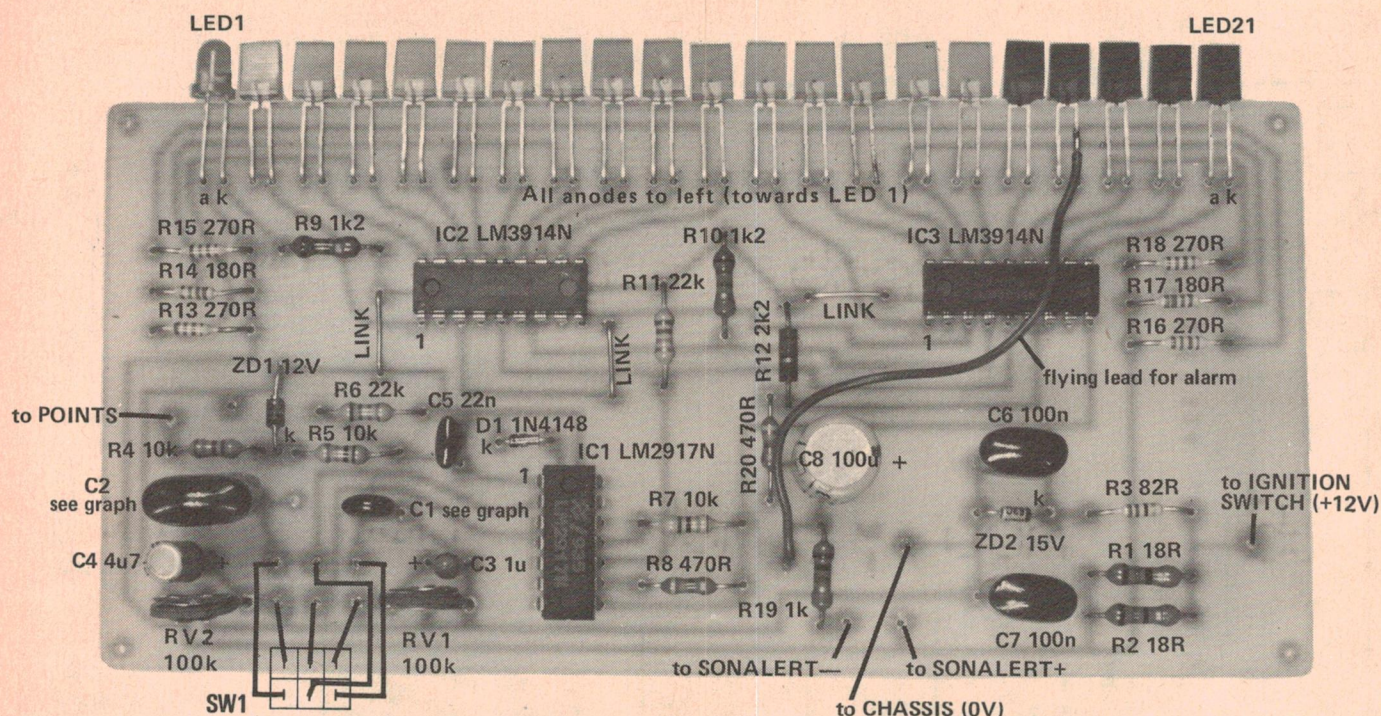 LED1
LED21
a k
All anodes to left (towards LED 1)
a k
R15 270R
R9 1k2
IC2 LM3914N
R10 1k2
IC3 LM3914N
R18 270R
R14 180R
R11 22k
R17 180R
R13 270R
LINK
1
LINK
R12 2k2
LINK
1
R16 270R
ZD1 12V
flying lead for alarm
R6 22k
C5 22n
to POINTS
k
D1 1N4148
k
R20 470R
C6 100n
R4 10k
R5 10k
IC1 LM2917N
C8 100u +
C2
see graph
1
C1 see graph
R7 10k
k
R3 82R
to IGNITION
SWITCH (+12V)
ZD2 15V
C4 4u7
+
+
C3 1u
R8 470R
R1 18R
R19 1k
RV2
100k
RV1
100k
C7 100n
R2 18R
to SONALERT—
to SONALERT+
SW1
to CHASSIS (0V)